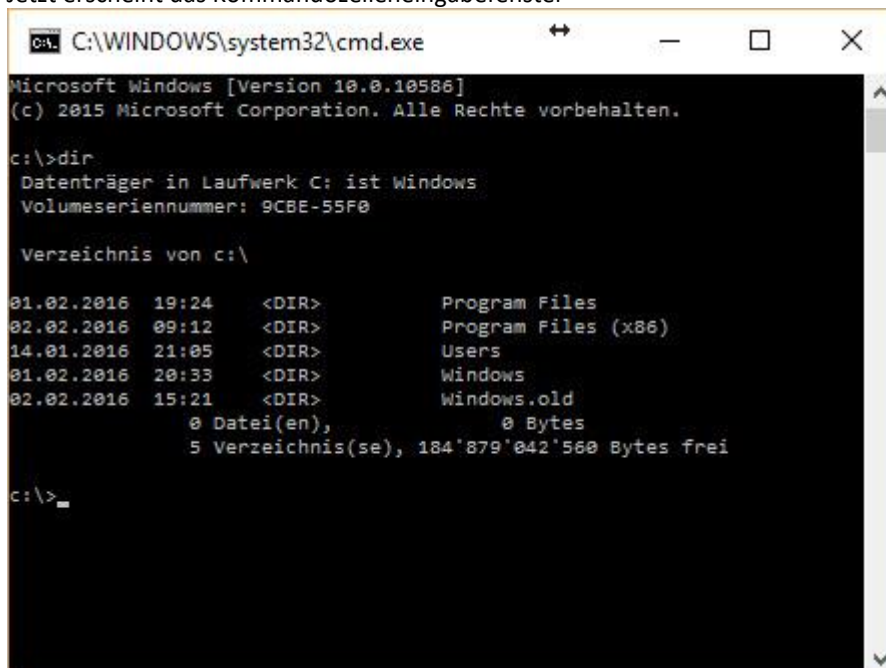 Jetzt erscheint das Kommandozeileneingabefenster
C:\WINDOWS\system32\cmd.exe
Microsoft Windows [Version 10.0.10586]
(c) 2015 Microsoft Corporation. Alle Rechte vorbehalten.
c:\>dir
Datenträger in Laufwerk C: ist Windows
Volumeseriennummer: 9CBE-55F0
Verzeichnis von c:\
01.02.2016 19:24 <DIR> Program Files
02.02.2016 09:12 <DIR> Program Files (x86)
14.01.2016 21:05 <DIR> Users
01.02.2016 20:33 <DIR> Windows
02.02.2016 15:21 <DIR> Windows.old
0 Datei(en), 0 Bytes
5 Verzeichnis(se), 184'879'042'560 Bytes frei
c:\>_